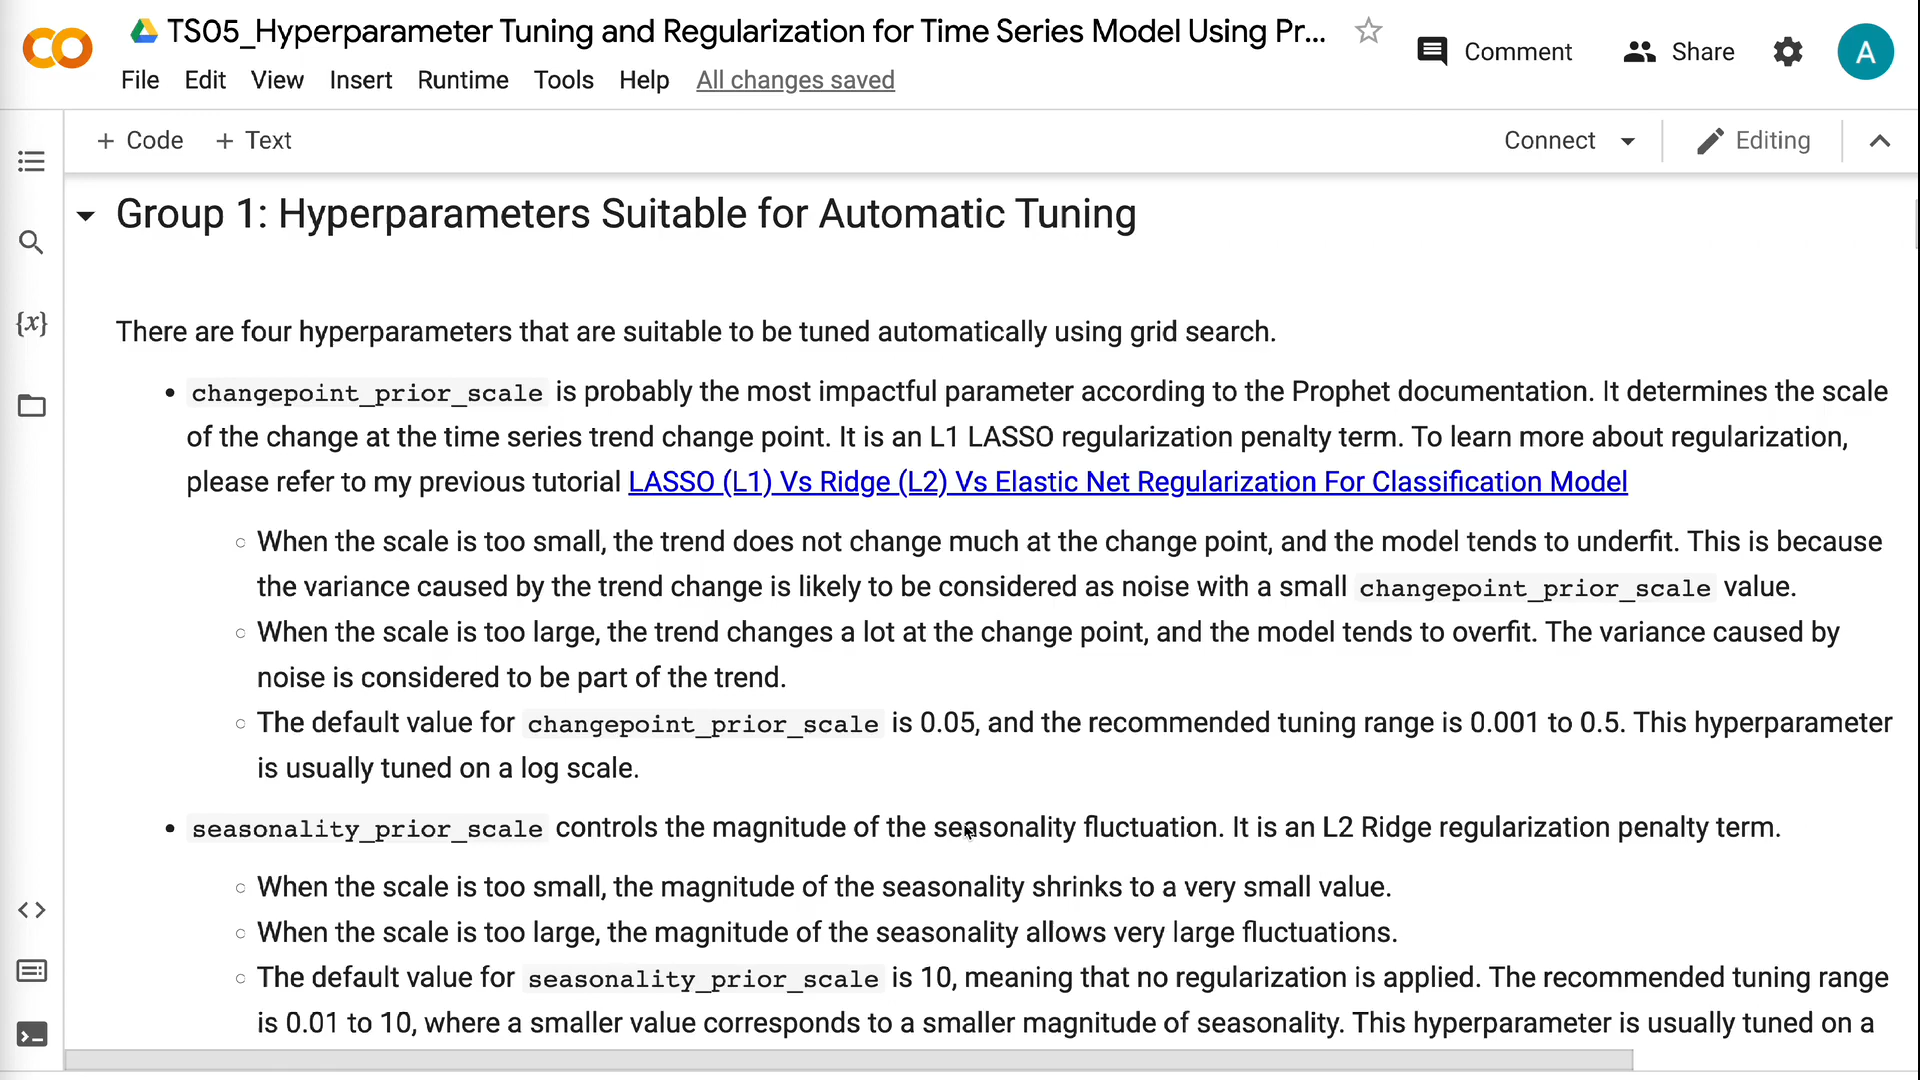 TS05_Hyperparameter Tuning and Regularization for Time Series Model Using Pr...
Comment
Share
A
File Edit View Insert Runtime Tools Help All changes saved
+ Code + Text
Connect
Editing
Group 1: Hyperparameters Suitable for Automatic Tuning
{x}
There are four hyperparameters that are suitable to be tuned automatically using grid search.
• changepoint_prior_scale is probably the most impactful parameter according to the Prophet documentation. It determines the scale
of the change at the time series trend change point. It is an L1 LASSO regularization penalty term. To learn more about regularization,
please refer to my previous tutorial LASSO (L1) Vs Ridge (L2) Vs Elastic Net Regularization For Classification Model
◦ When the scale is too small, the trend does not change much at the change point, and the model tends to underfit. This is because
the variance caused by the trend change is likely to be considered as noise with a small changepoint_prior_scale value.
◦ When the scale is too large, the trend changes a lot at the change point, and the model tends to overfit. The variance caused by
noise is considered to be part of the trend.
◦ The default value for changepoint_prior_scale is 0.05, and the recommended tuning range is 0.001 to 0.5. This hyperparameter
is usually tuned on a log scale.
• seasonality_prior_scale controls the magnitude of the seasonality fluctuation. It is an L2 Ridge regularization penalty term.
◦ When the scale is too small, the magnitude of the seasonality shrinks to a very small value.
◦ When the scale is too large, the magnitude of the seasonality allows very large fluctuations.
◦ The default value for seasonality_prior_scale is 10, meaning that no regularization is applied. The recommended tuning range
is 0.01 to 10, where a smaller value corresponds to a smaller magnitude of seasonality. This hyperparameter is usually tuned on a